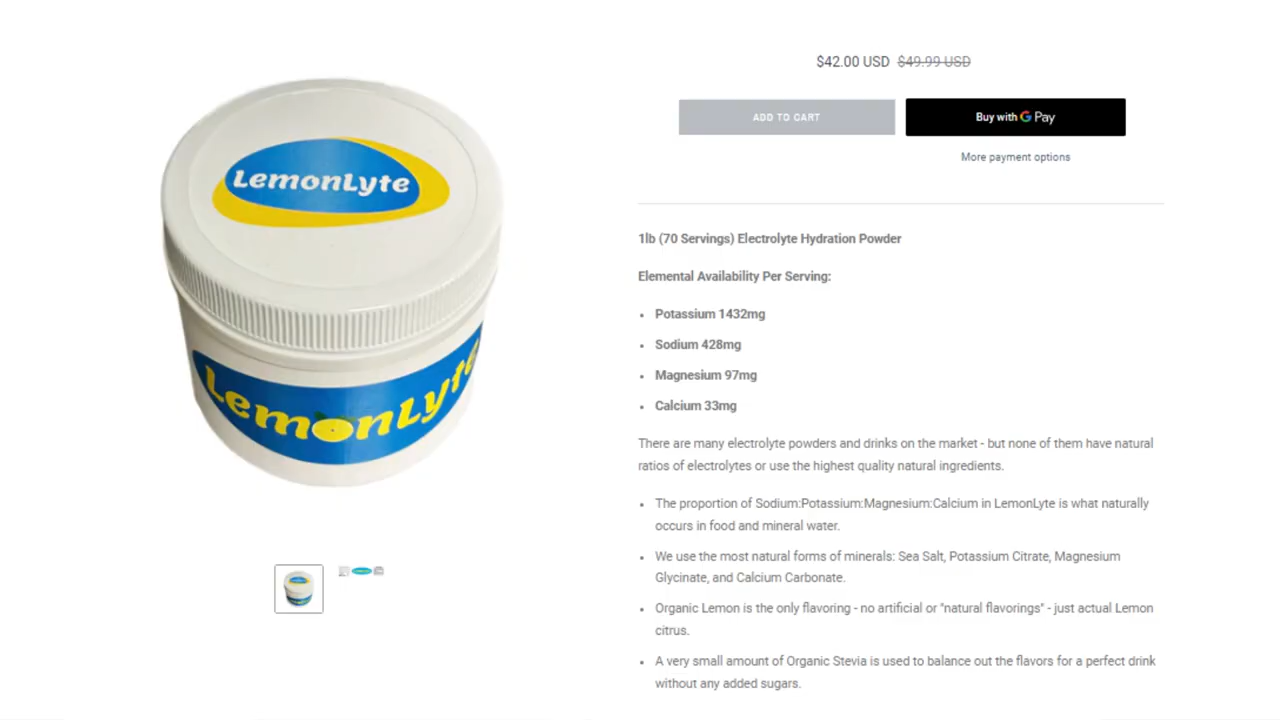 $42.00 USD $49.99 USD
ADD TO CART
Buy with G Pay
More payment options
LemonLyte
LemonLyte
1lb (70 Servings) Electrolyte Hydration Powder
Elemental Availability Per Serving:
Potassium 1432mg
Sodium 428mg
Magnesium 97mg
Calcium 33mg
There are many electrolyte powders and drinks on the market - but none of them have natural
ratios of electrolytes or use the highest quality natural ingredients.
The proportion of Sodium:Potassium:Magnesium:Calcium in LemonLyte is what naturally
occurs in food and mineral water.
We use the most natural forms of minerals: Sea Salt, Potassium Citrate, Magnesium
Glycinate, and Calcium Carbonate.
Organic Lemon is the only flavoring - no artificial or "natural flavorings" - just actual Lemon
citrus.
A very small amount of Organic Stevia is used to balance out the flavors for a perfect drink
without any added sugars.